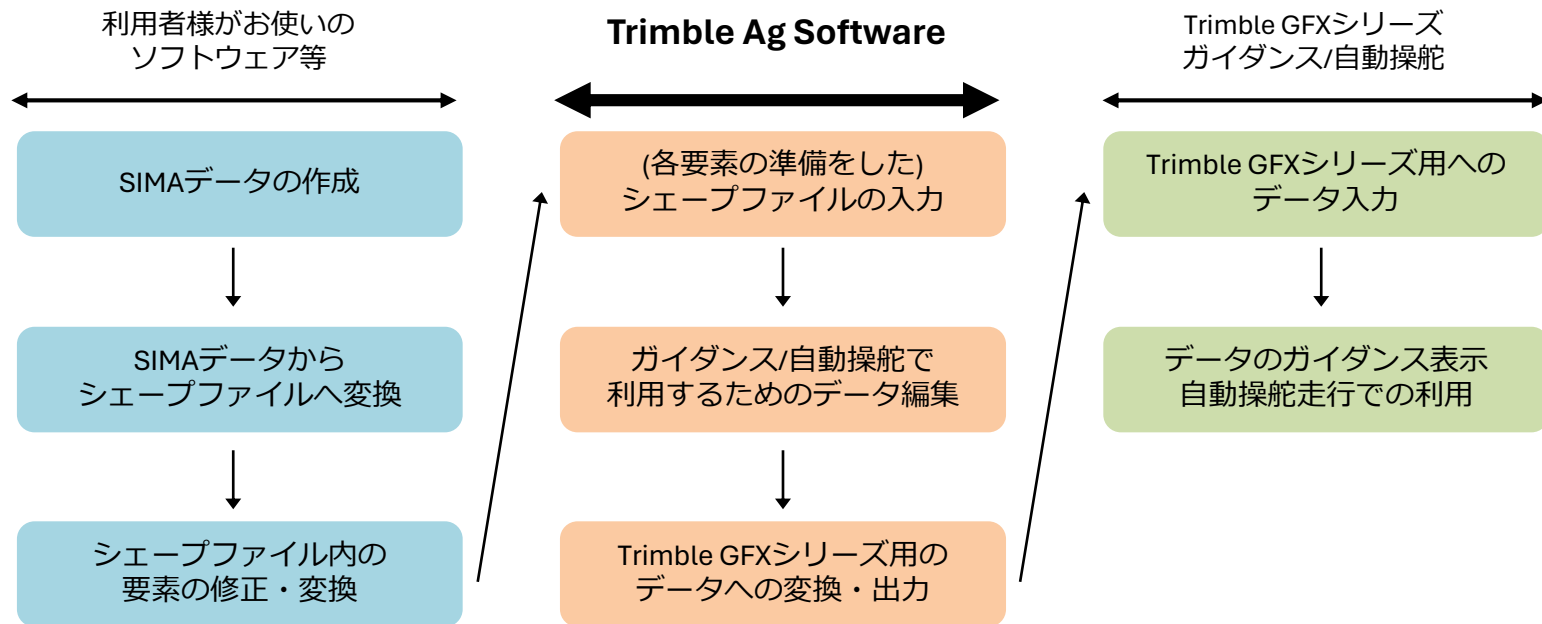 利用者様がお使いの
ソフトウェア等
SIMAデータの作成
SIMAデータから
シェープファイルへ変換
シェープファイル内の
要素の修正・変換
Trimble Ag Software
(各要素の準備をした)
シェープファイルの入力
ガイダンス/自動操舵で
利用するためのデータ編集
Trimble GFXシリーズ用の
データへの変換・出力
Trimble GFXシリーズ
ガイダンス/自動操舵
Trimble GFXシリーズ用への
データ入力
データのガイダンス表示
自動操舵走行での利用